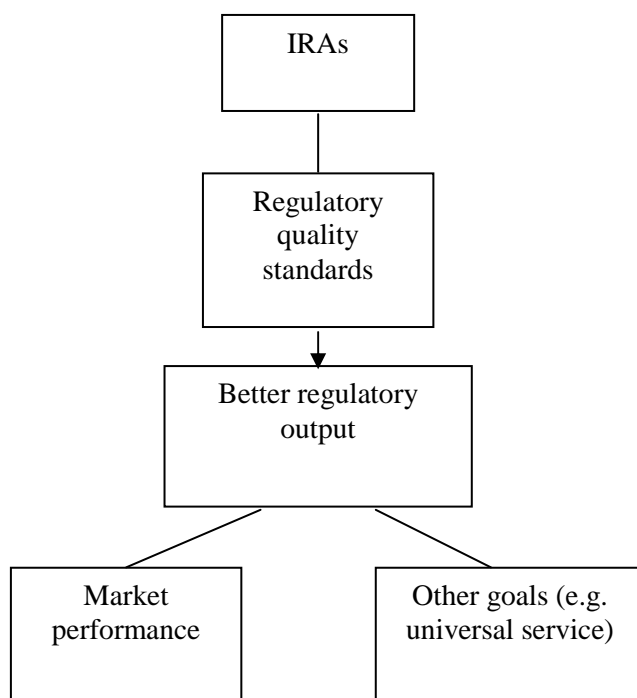 IRAs
Regulatory
quality
standards
Better regulatory
output
Market
performance
Other goals (e.g.
universal service)